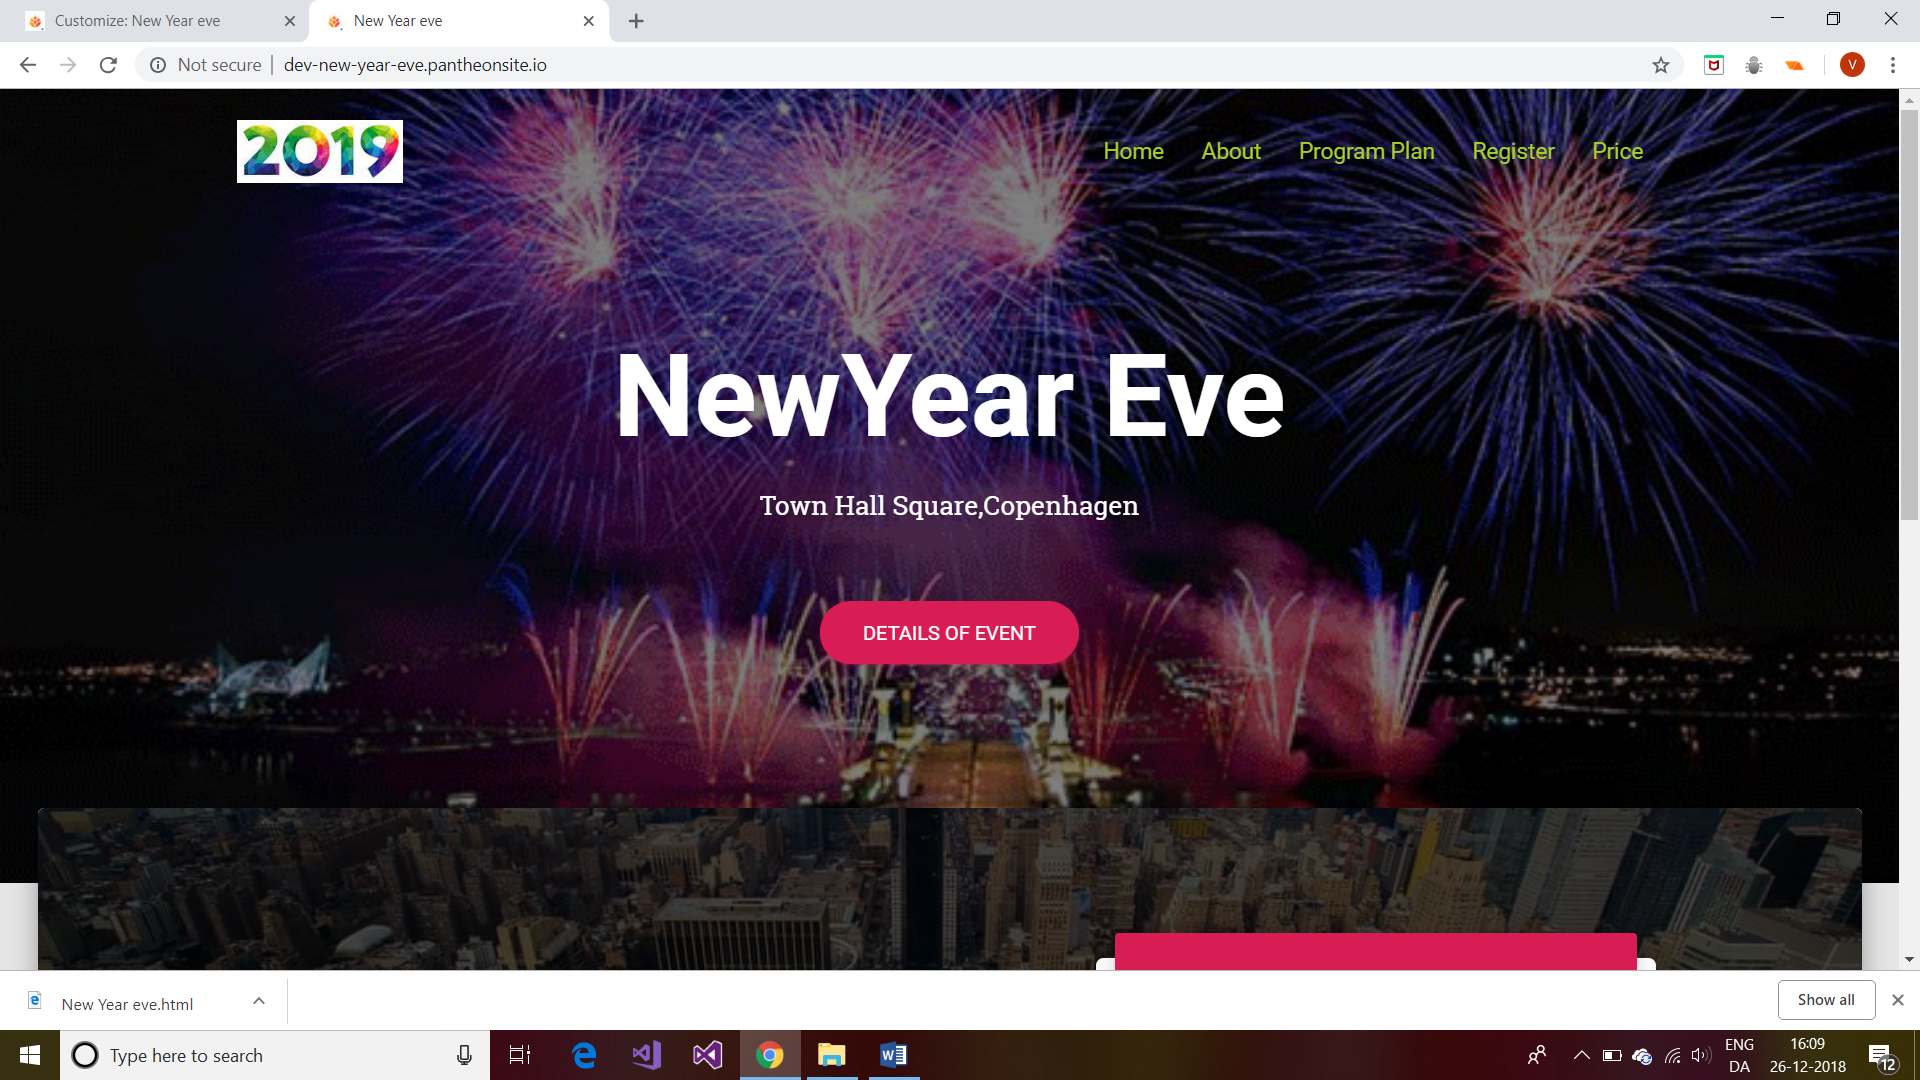 Customize: New Year eve
New Year eve
Not secure | dev-new-year-eve.pantheonsite.io
V
2019
Home About Program Plan Register Price
NewYear Eve
Town Hall Square,Copenhagen
DETAILS OF EVENT
New Year eve.html
Show all
Type here to search
ENG
DA
16:09
26-12-2018
12